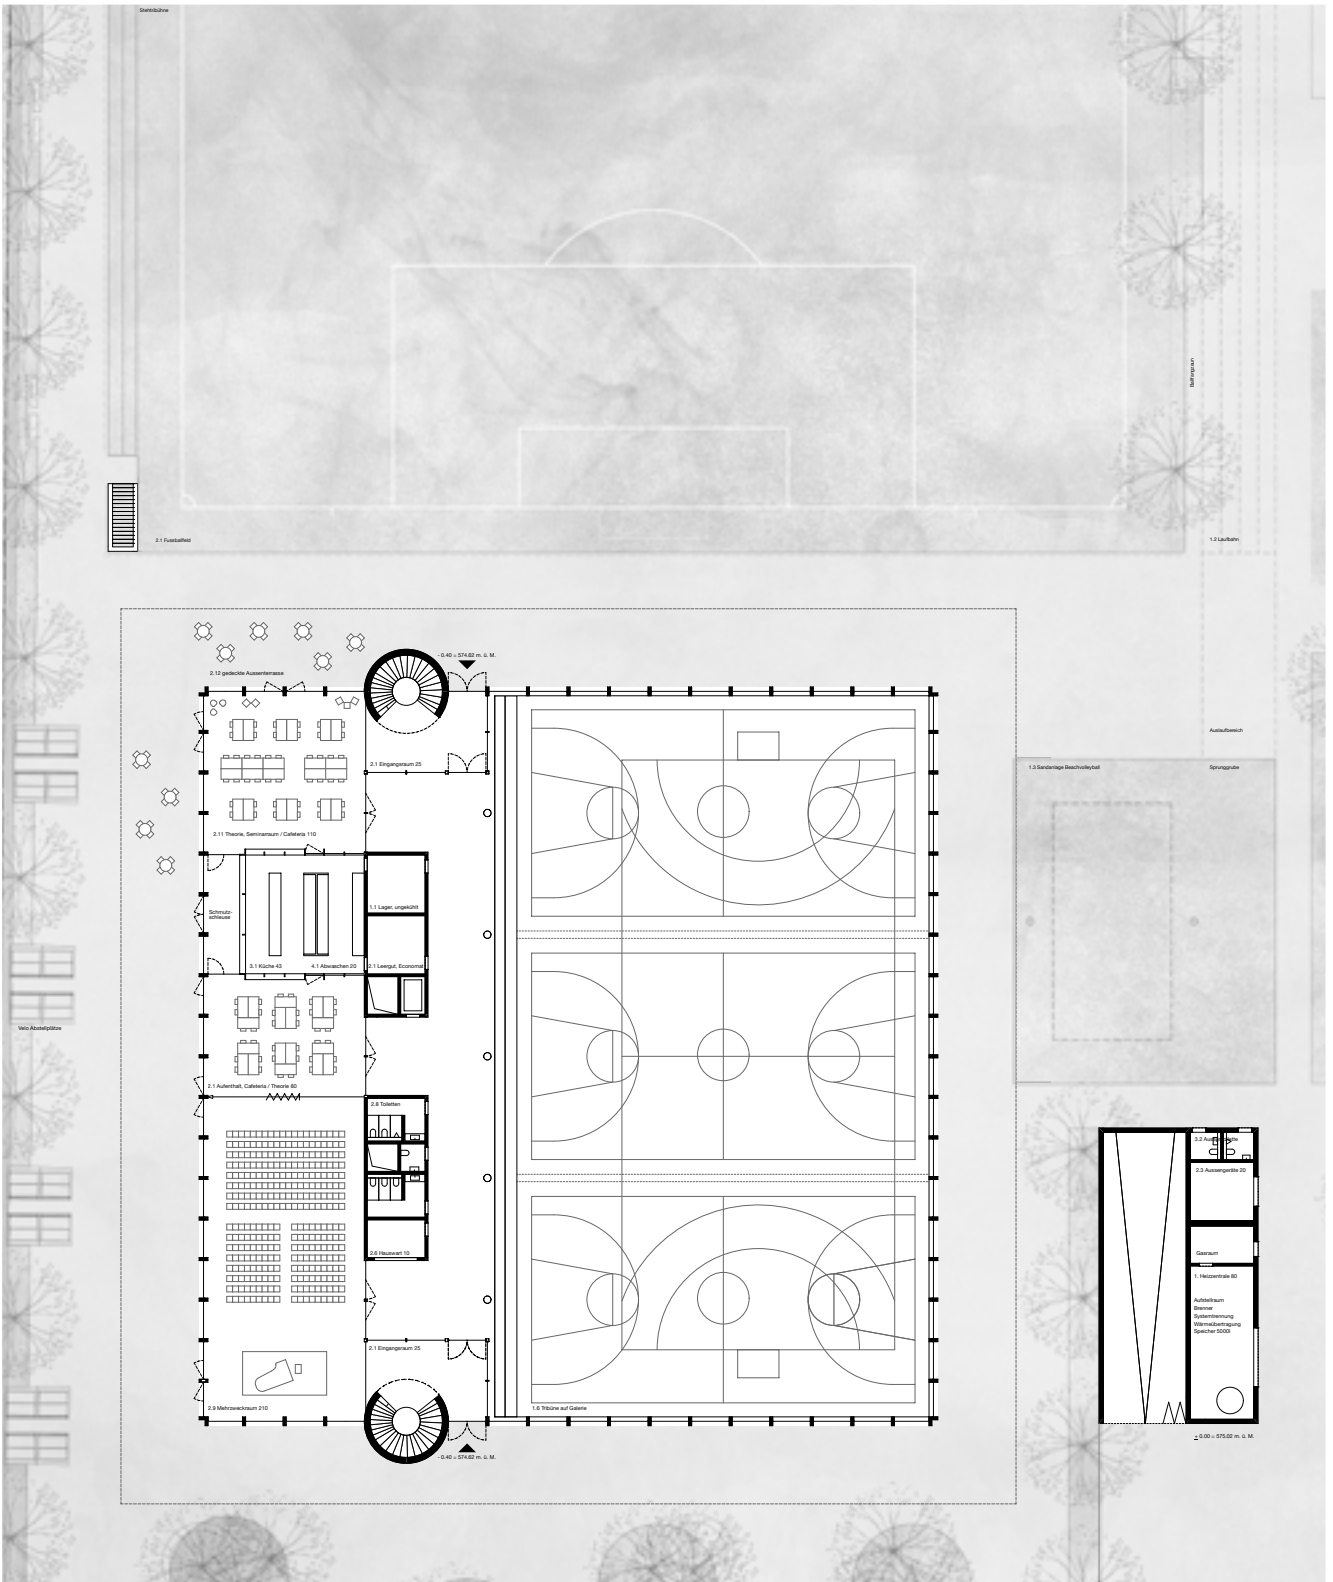 Stehtribüne
Ballfangzaun
2.1 Fussballfeld
1.2 Laufbahn
-0.40 = 574.62 m. ü. M.
2.12 gedeckte Aussenterrasse
Auslaufbereich
2.1 Eingangsraum 25
1.3 Sandanlage Beachvolleyball
Sprunggrube
2.11 Theorie, Seminarraum / Cafeteria 110
1.1 Lager, ungekühlt
Schmutz-
schleuse
3.1 Küche 43
4.1 Abwaschen 20
2.1 Leergut, Economat
Velo Abstellplätze
2.1 Aufenthalt, Cafeteria / Theorie 80
2.8 Toiletten
3.2
2.3 Aussengeräte 20
2.6 Hauswart 10
Gasraum
1. Heizzentrale 80
Aufstellraum
Brenner
Systemtrennung
Wärmeübertragung
Speicher 5000l
2.1 Eingangsraum 25
2.9 Mehrzweckraum 210
1.6 Tribüne auf Galerie
± 0.00 = 575.02 m. ü. M.
-0.40 = 574.62 m. ü. M.